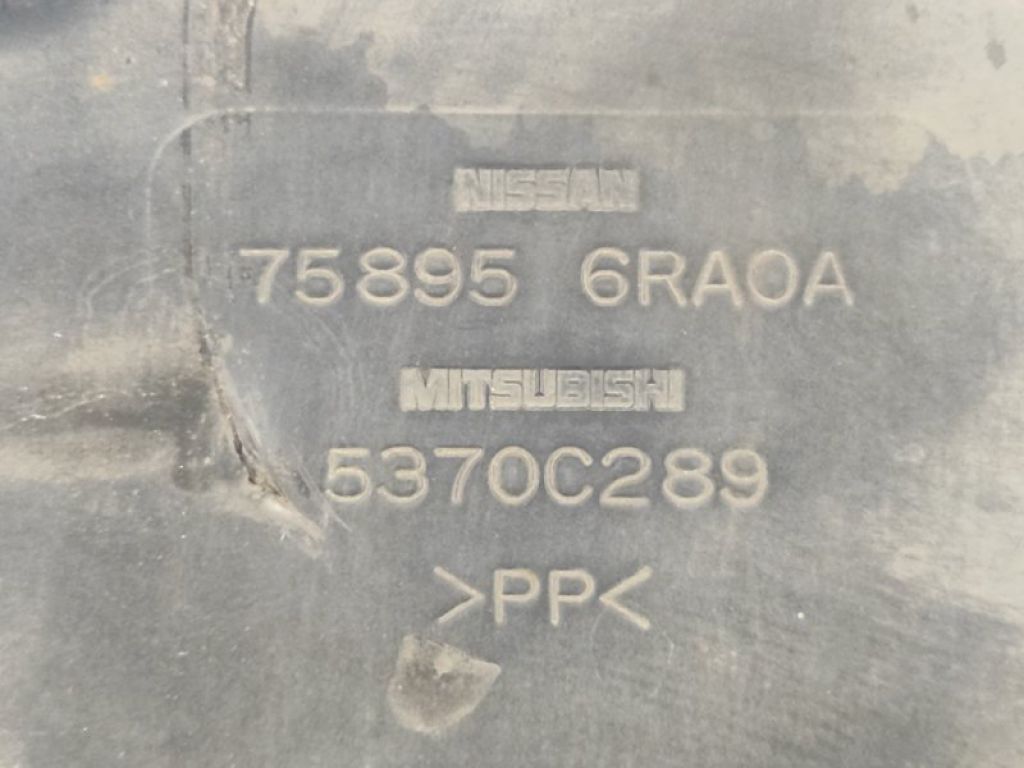 NISSAN
75895 6RA0A
MITSUBISHI
5370C289
>PP<